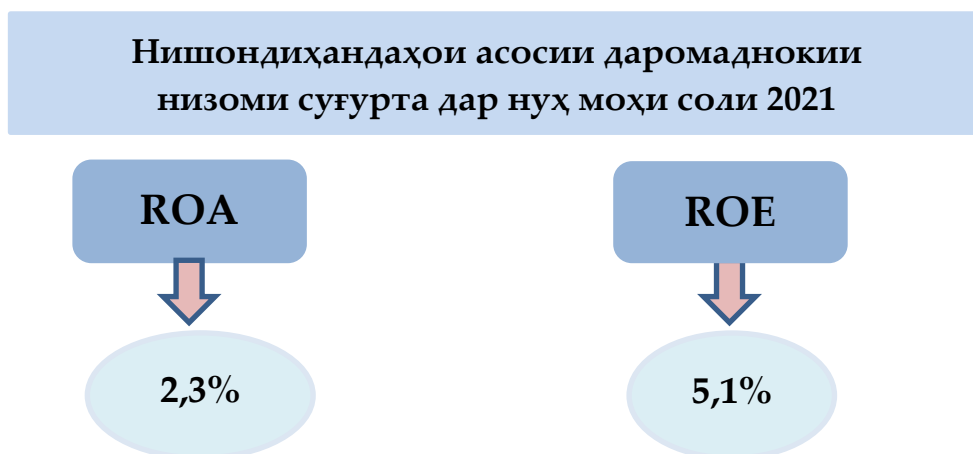 Нишондиҳандаҳои асосии даромаднокии
низоми суғурта дар нуҳ моҳи соли 2021
ROA
ROE
2,3%
5,1%